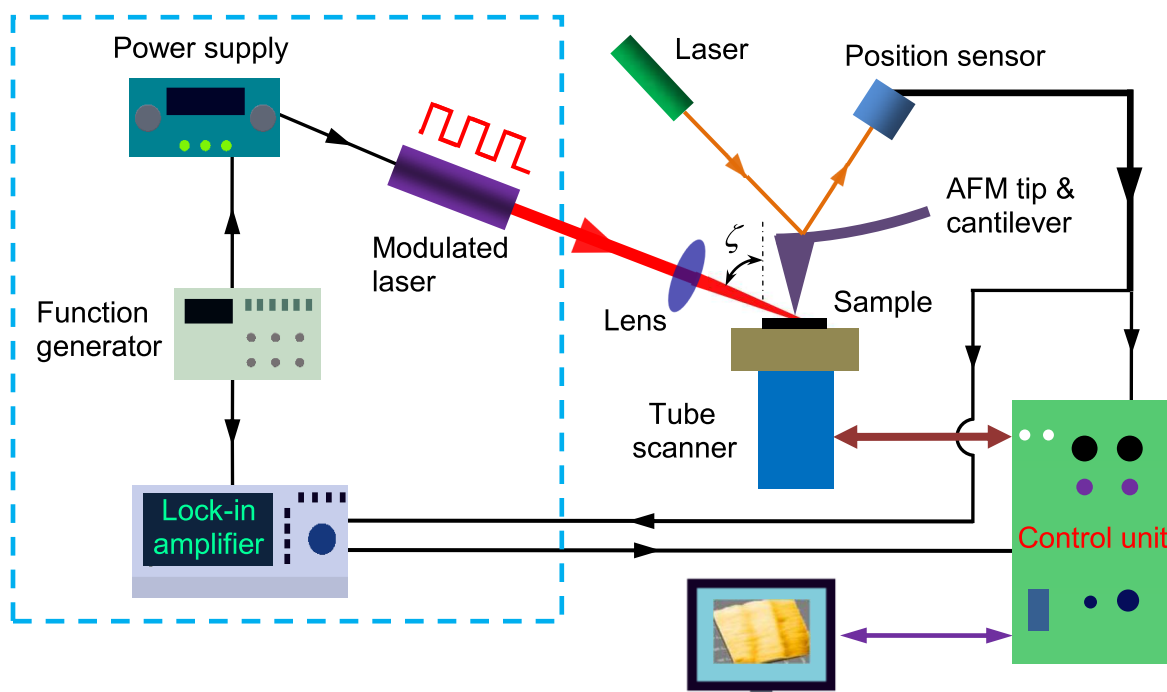 Power supply
Laser
Position sensor
AFM tip &
cantilever
Modulated
laser
ζ
Lens
Sample
Function
generator
Tube
scanner
Lock-in
amplifier
Control unit